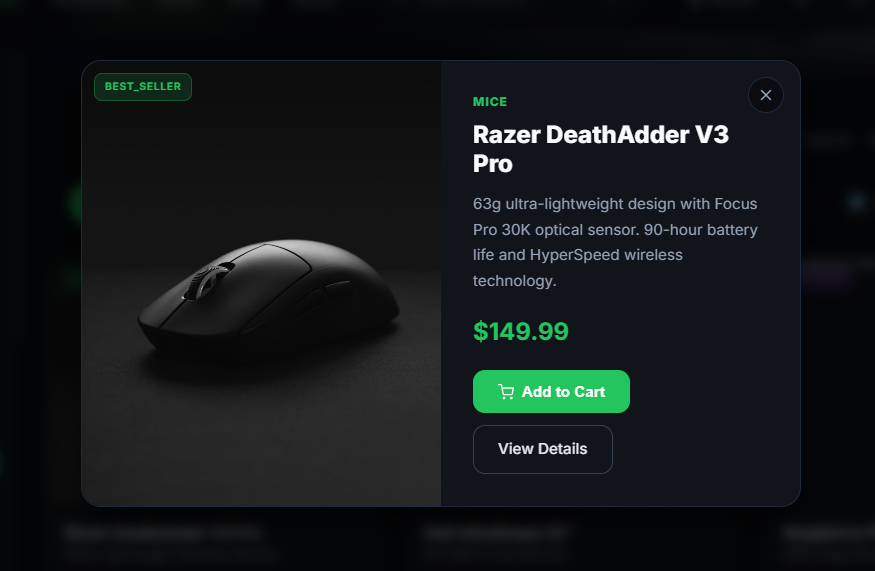 BEST_SELLER
MICE
Razer DeathAdder V3
Pro
63g ultra-lightweight design with Focus
Pro 30K optical sensor. 90-hour battery
life and HyperSpeed wireless
technology.
$149.99
Add to Cart
View Details